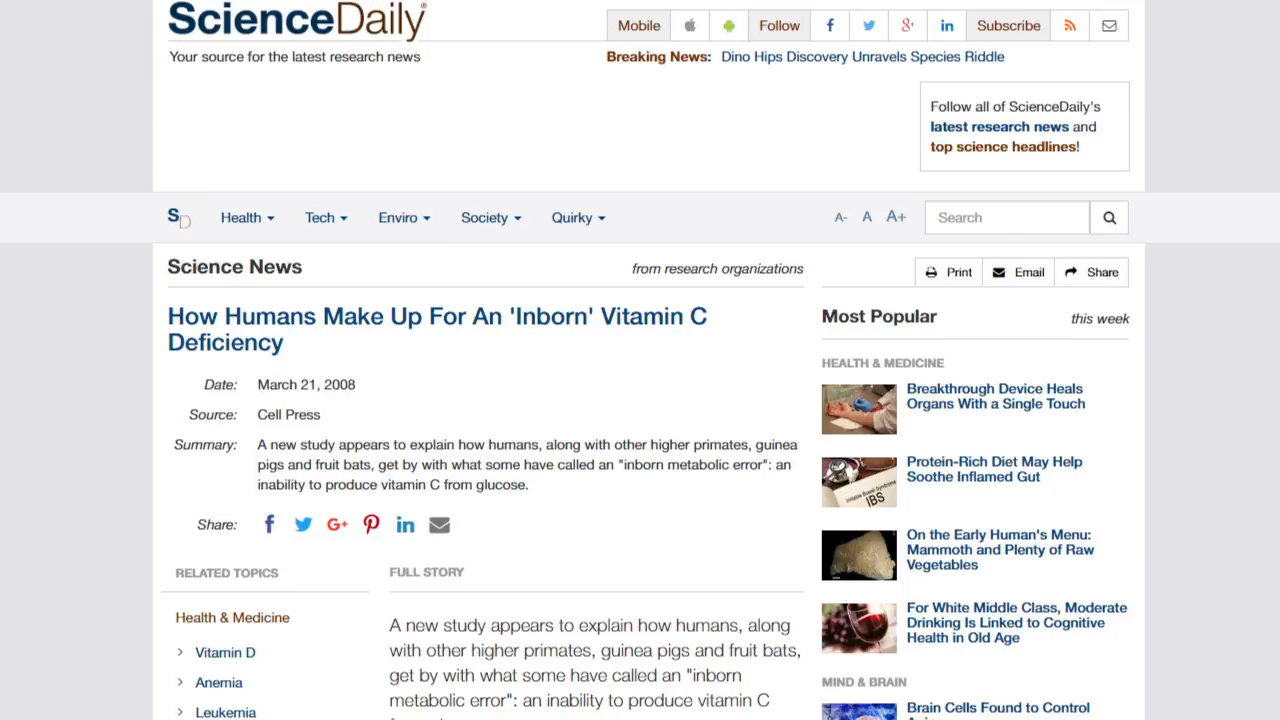 ScienceDaily®
Your source for the latest research news
Mobile Follow Subscribe
Breaking News: Dino Hips Discovery Unravels Species Riddle
Follow all of ScienceDaily's
latest research news and
top science headlines!
SD Health Tech Enviro Society Quirky A- A A+ Search
Science News from research organizations
Print Email Share
How Humans Make Up For An 'Inborn' Vitamin C
Deficiency
Date: March 21, 2008
Source: Cell Press
Summary: A new study appears to explain how humans, along with other higher primates, guinea
pigs and fruit bats, get by with what some have called an "inborn metabolic error": an
inability to produce vitamin C from glucose.
Share:
RELATED TOPICS
Health & Medicine
Vitamin D
Anemia
Leukemia
FULL STORY
A new study appears to explain how humans, along
with other higher primates, guinea pigs and fruit bats,
get by with what some have called an "inborn
metabolic error": an inability to produce vitamin C
Most Popular this week
HEALTH & MEDICINE
Breakthrough Device Heals
Organs With a Single Touch
Protein-Rich Diet May Help
Soothe Inflamed Gut
IBS
On the Early Human's Menu:
Mammoth and Plenty of Raw
Vegetables
For White Middle Class, Moderate
Drinking Is Linked to Cognitive
Health in Old Age
MIND & BRAIN
Brain Cells Found to Control